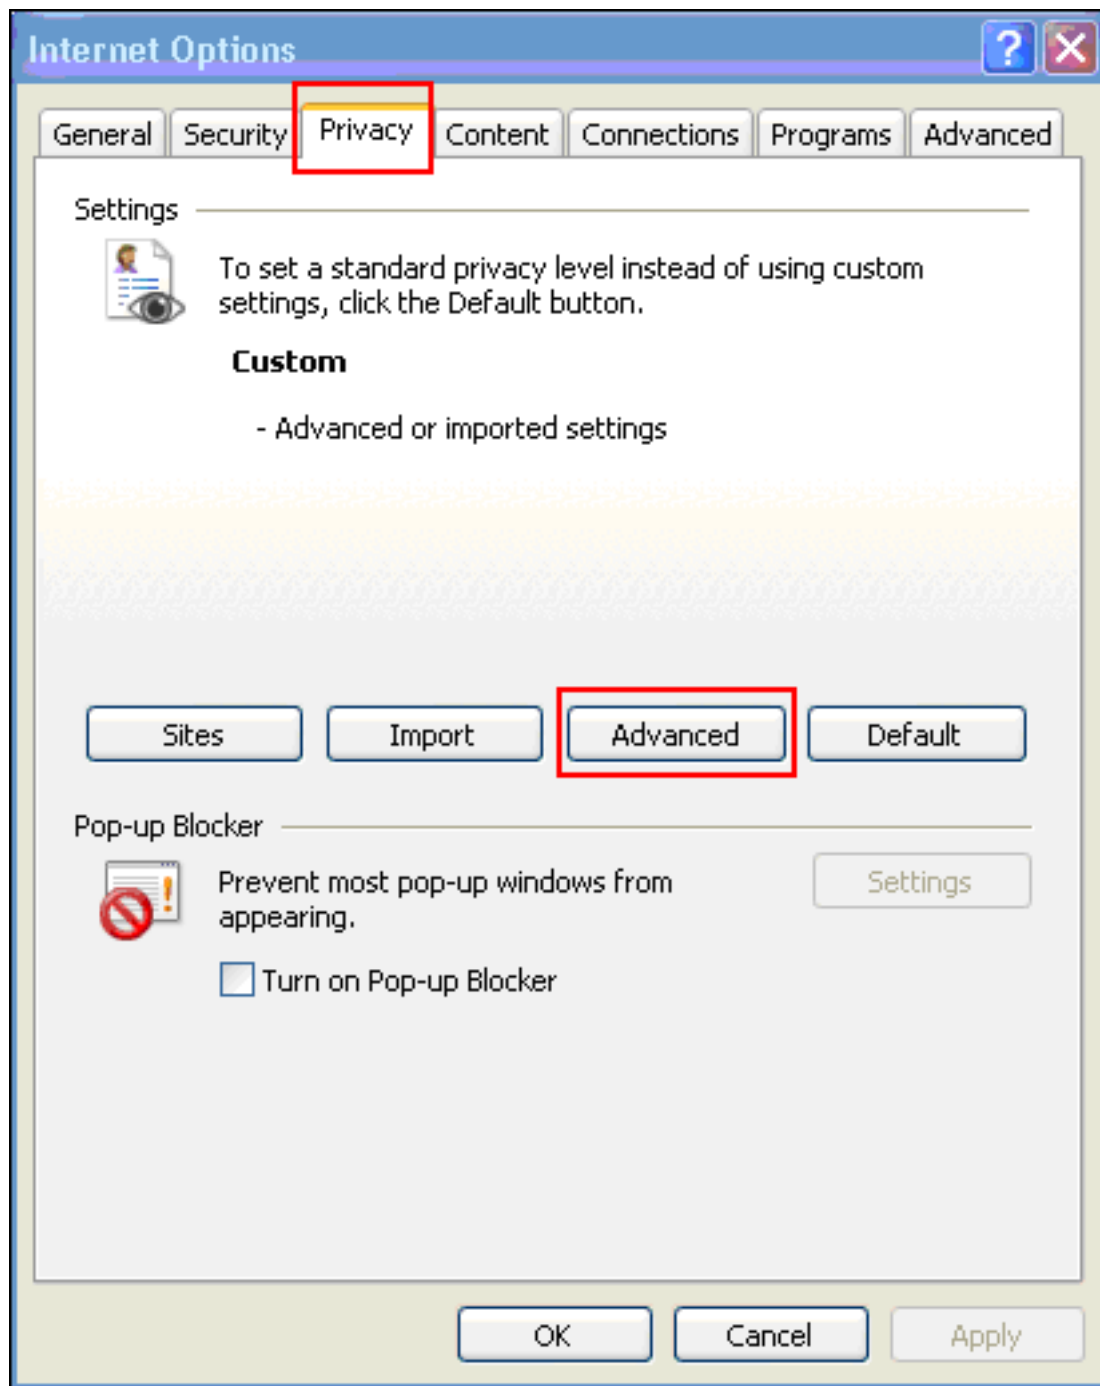 Internet Options
?
General Security Privacy Content Connections Programs Advanced
Settings
To set a standard privacy level instead of using custom
settings, click the Default button.
Custom
- Advanced or imported settings
Sites Import Advanced Default
Pop-up Blocker
Prevent most pop-up windows from
appearing.
Settings
Turn on Pop-up Blocker
OK Cancel Apply